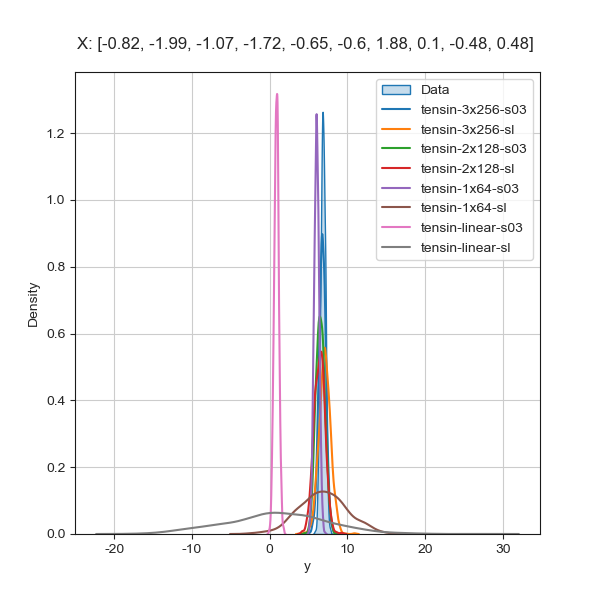 X: [-0.82, -1.99, -1.07, -1.72, -0.65, -0.6, 1.88, 0.1, -0.48, 0.48]
Data
tensin-3x256-s03
tensin-3x256-sl
tensin-2x128-s03
tensin-2x128-sl
tensin-1x64-s03
tensin-1x64-sl
tensin-linear-s03
tensin-linear-sl
Density
1.2
1.0
0.8
0.6
0.4
0.2
0.0
-20 -10 0 10 20 30
y